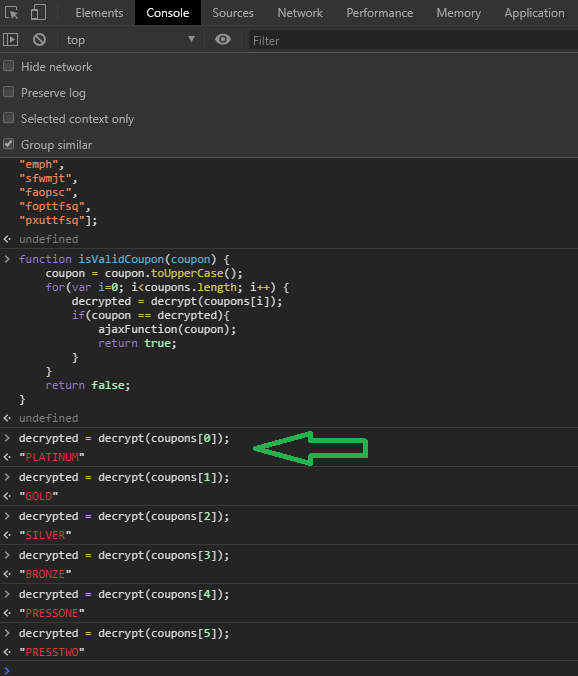 Elements Console Sources Network Performance Memory Application
top Filter
Hide network
Preserve log
Selected context only
Group similar
"emph",
"sfwmjt",
"faopsc",
"fopttfsq",
"pxuttfsq"];
undefined
function isValidCoupon(coupon) {
coupon = coupon.toUpperCase();
for(var i=0; i<coupons.length; i++) {
decrypted = decrypt(coupons[i]);
if(coupon == decrypted){
ajaxFunction(coupon);
return true;
}
}
return false;
}
undefined
decrypted = decrypt(coupons[0]);
"PLATINUM"
decrypted = decrypt(coupons[1]);
"GOLD"
decrypted = decrypt(coupons[2]);
"SILVER"
decrypted = decrypt(coupons[3]);
"BRONZE"
decrypted = decrypt(coupons[4]);
"PRESSONE"
decrypted = decrypt(coupons[5]);
"PRESSTWO"